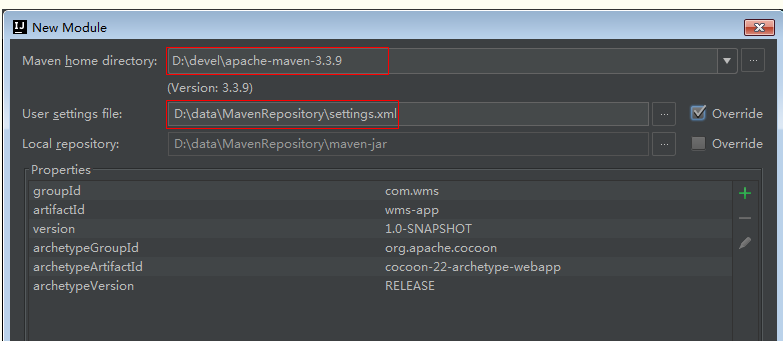 New Module
Maven home directory: D:\devel\apache-maven-3.3.9 ...
(Version: 3.3.9)
User settings file: D:\data\MavenRepository\settings.xml ... Override
Local repository: D:\data\MavenRepository\maven-jar ... Override
Properties
groupId com.wms
artifactId wms-app
version 1.0-SNAPSHOT
archetypeGroupId org.apache.cocoon
archetypeArtifactId cocoon-22-archetype-webapp
archetypeVersion RELEASE